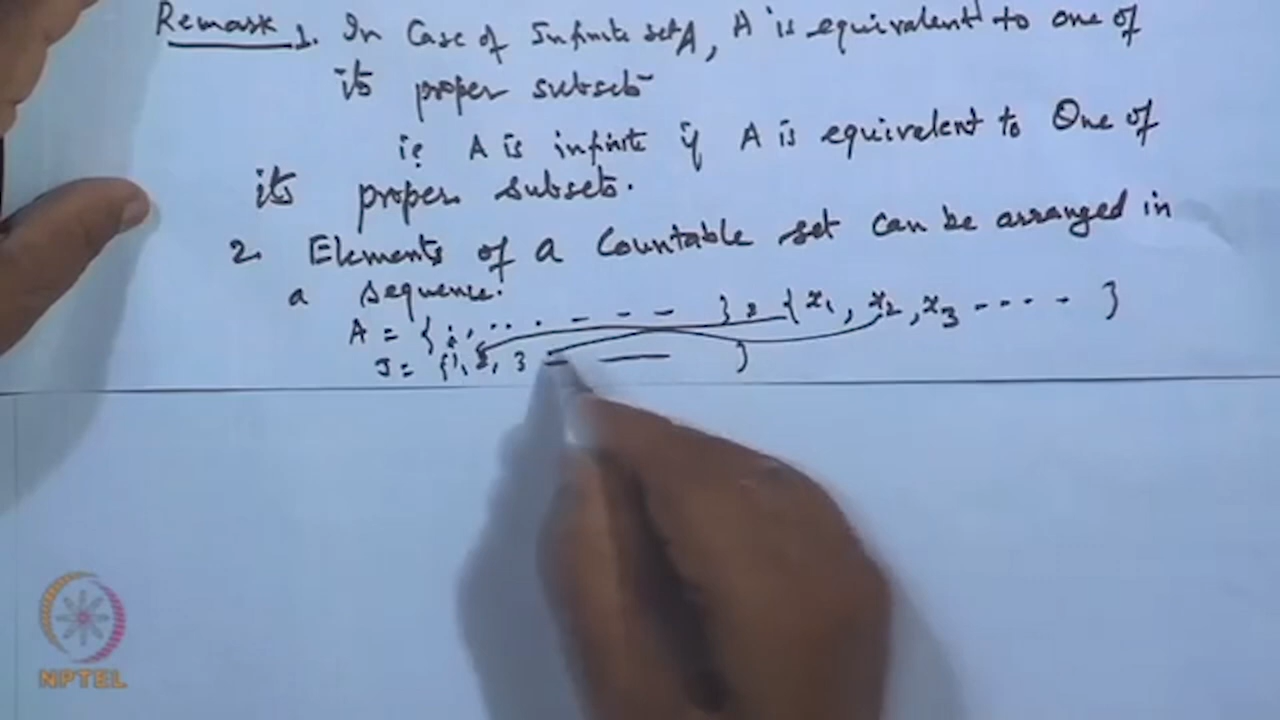 Remark 1. In Case of Infinite set A, A is equivalent to one of
its proper subsets
ie A is infinite if A is equivalent to One of
its proper subsets.
2. Elements of a Countable set can be arranged in
a sequence.
A = { ., . . . - - - - } = { x₁, x₂, x₃ - - - - }
J = { 1, 2, 3 — — }
NPTEL